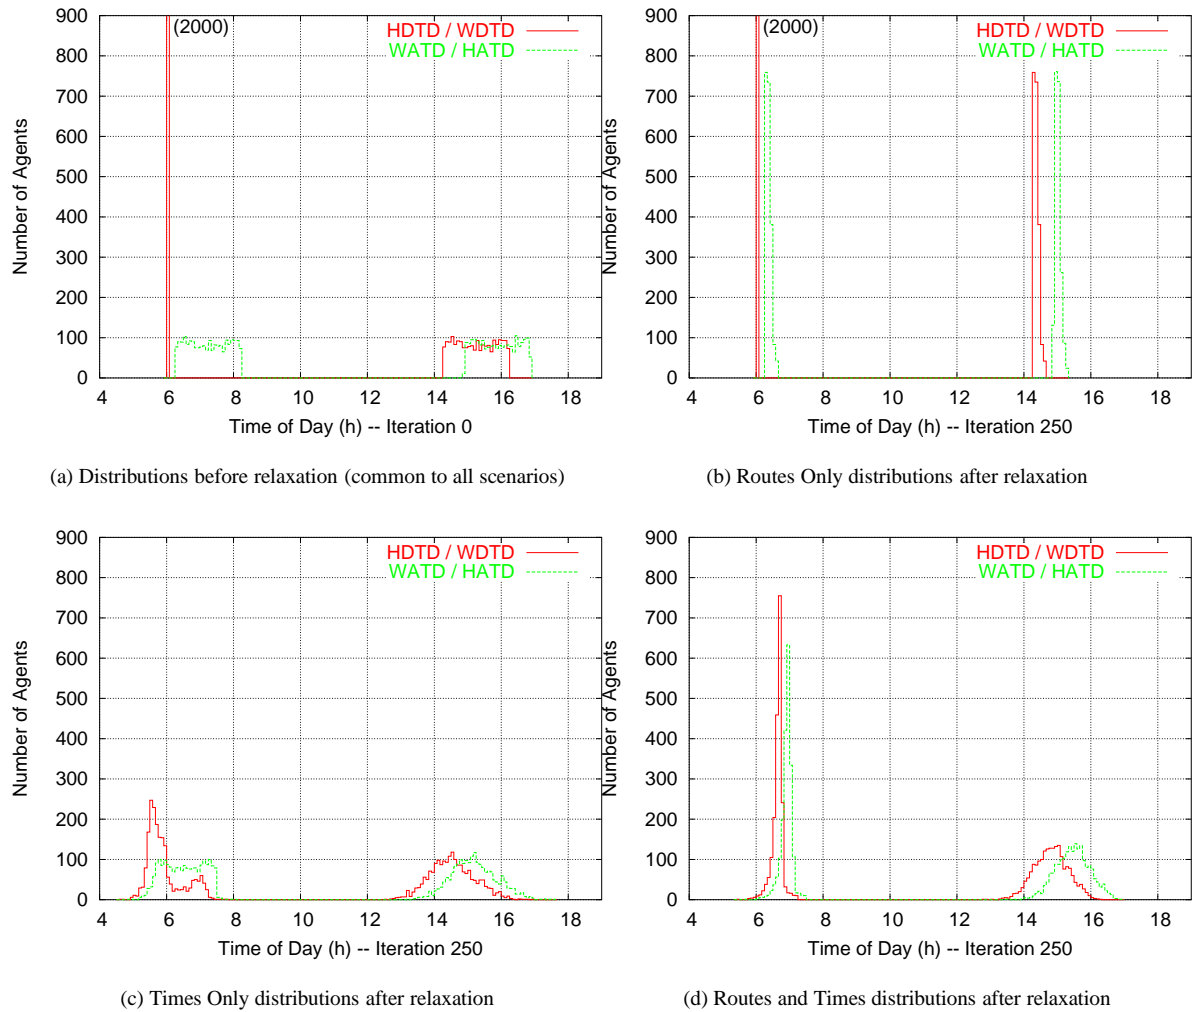 900
800
700
600
500
400
300
200
100
0
Number of Agents
(2000)
HDTD / WDTD
WATD / HATD
4 6 8 10 12 14 16 18
Time of Day (h) -- Iteration 0
(a) Distributions before relaxation (common to all scenarios)
900
800
700
600
500
400
300
200
100
0
Number of Agents
(2000)
HDTD / WDTD
WATD / HATD
4 6 8 10 12 14 16 18
Time of Day (h) -- Iteration 250
(b) Routes Only distributions after relaxation
900
800
700
600
500
400
300
200
100
0
Number of Agents
HDTD / WDTD
WATD / HATD
4 6 8 10 12 14 16 18
Time of Day (h) -- Iteration 250
(c) Times Only distributions after relaxation
900
800
700
600
500
400
300
200
100
0
Number of Agents
HDTD / WDTD
WATD / HATD
4 6 8 10 12 14 16 18
Time of Day (h) -- Iteration 250
(d) Routes and Times distributions after relaxation